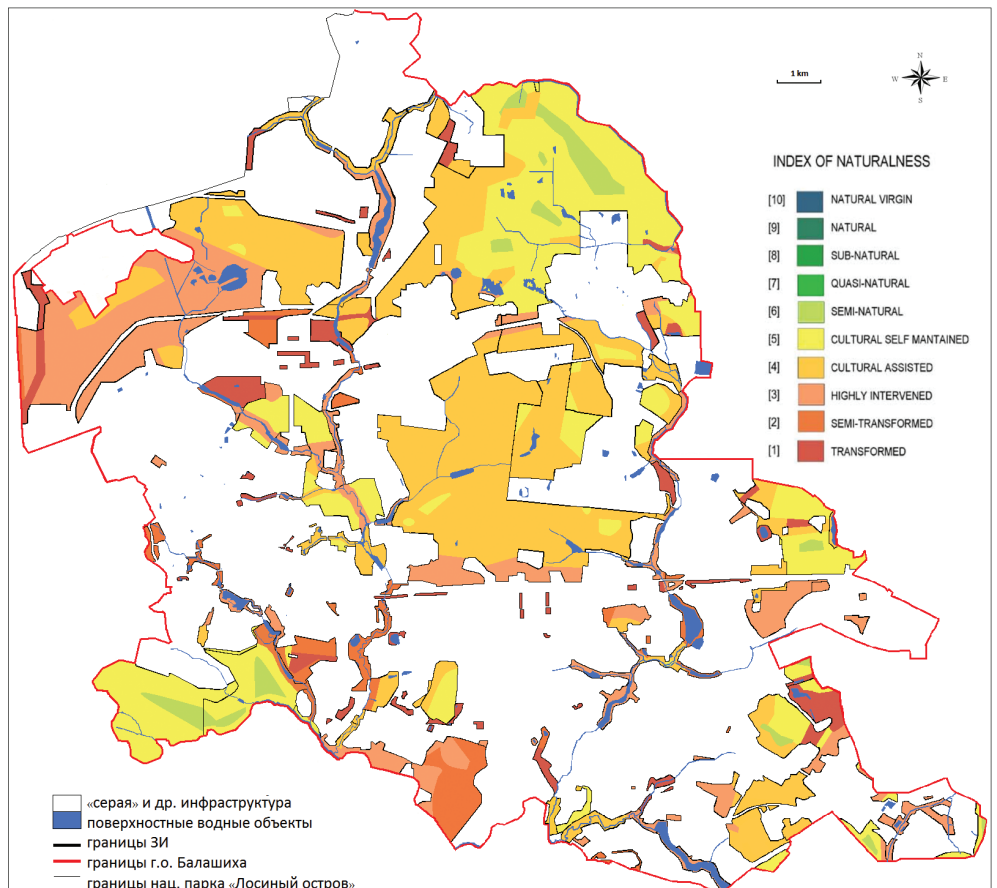 N
W E
S
1 km
INDEX OF NATURALNESS
[10] NATURAL VIRGIN
[9] NATURAL
[8] SUB-NATURAL
[7] QUASI-NATURAL
[6] SEMI-NATURAL
[5] CULTURAL SELF MANTAINED
[4] CULTURAL ASSISTED
[3] HIGHLY INTERVENED
[2] SEMI-TRANSFORMED
[1] TRANSFORMED
«серая» и др. инфраструктура
поверхностные водные объекты
границы ЗИ
границы г.о. Балашиха
границы нац. парка «Лосиный остров»